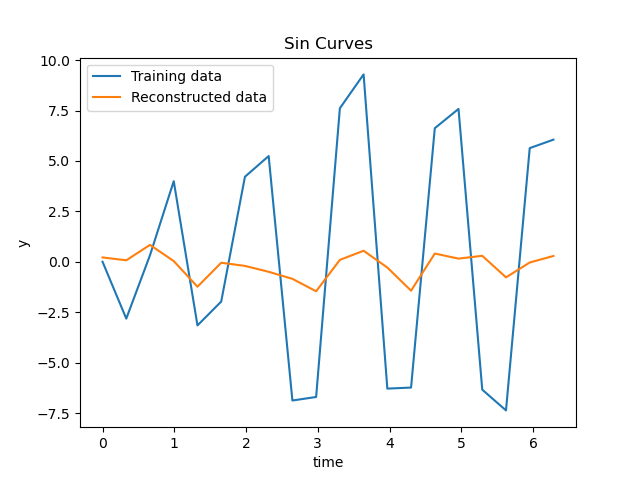 Sin Curves
Training data
Reconstructed data
10.0
7.5
5.0
2.5
0.0
−2.5
−5.0
−7.5
y
0 1 2 3 4 5 6
time